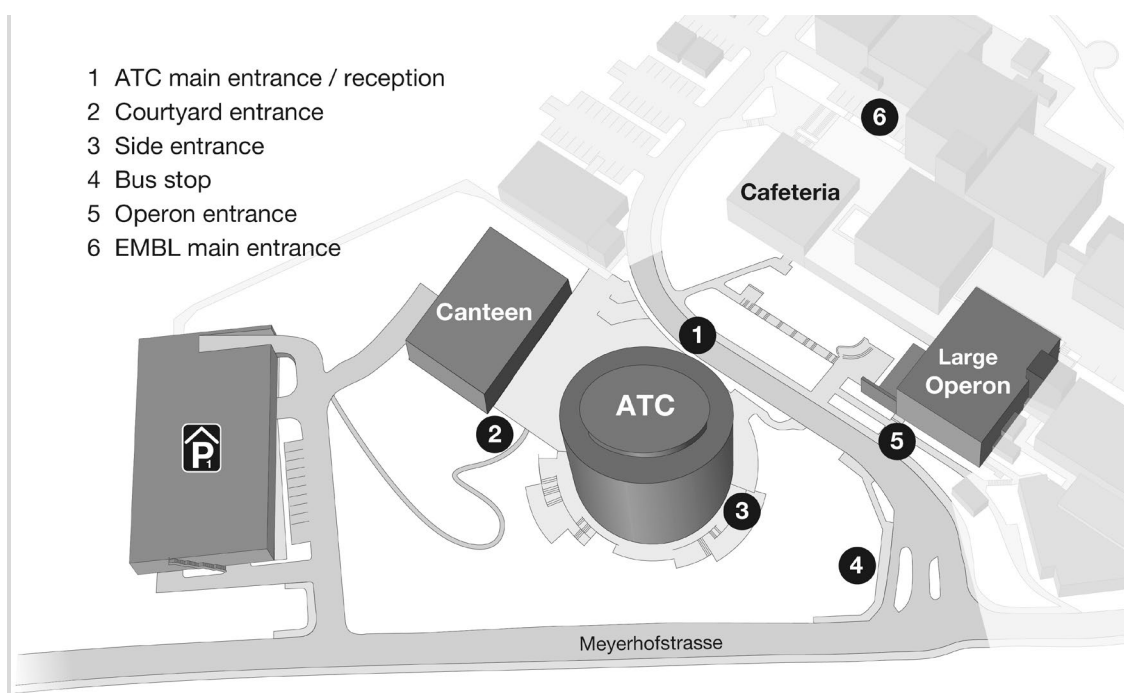 1 ATC main entrance / reception
2 Courtyard entrance
3 Side entrance
4 Bus stop
5 Operon entrance
6 EMBL main entrance
6
Cafeteria
Canteen
1
Large
Operon
ATC
2
5
P1
3
4
Meyerhofstrasse